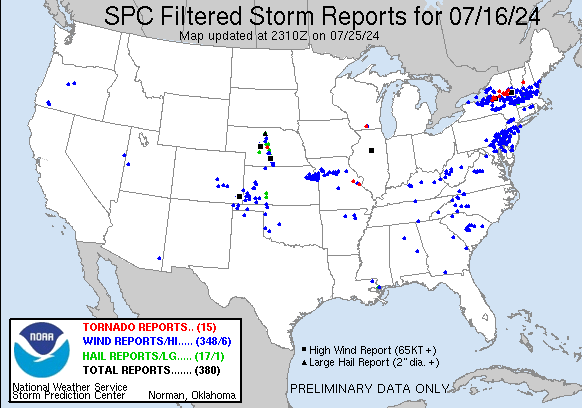 SPC Filtered Storm Reports for 07/16/24
Map updated at 2310Z on 07/25/24
TORNADO REPORTS.. (15)
WIND REPORTS/HI..... (348/6)
HAIL REPORTS/LG..... (17/1)
TOTAL REPORTS....... (380)
NOAA
National Weather Service
Storm Prediction Center Norman, Oklahoma
High Wind Report (65KT +)
Large Hail Report (2" dia. +)
PRELIMINARY DATA ONLY